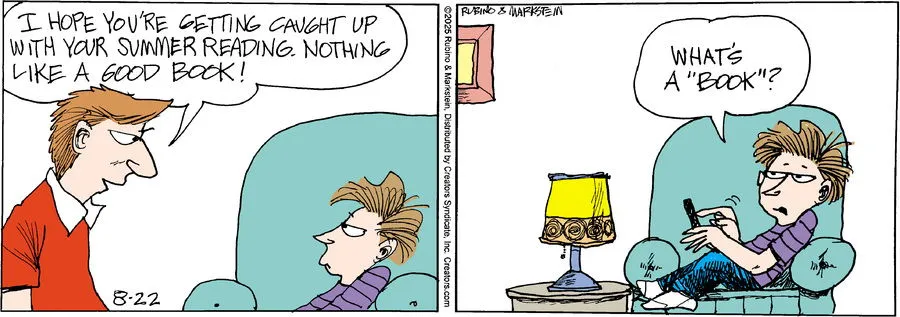 I HOPE YOU'RE GETTING CAUGHT UP
WITH YOUR SUMMER READING. NOTHING
LIKE A GOOD BOOK!
8-22
©2025 Rubino & Markstein, Distributed by Creators Syndicate, Inc. Creators.com
RUBINO & MARKSTEIN
WHAT'S
A "BOOK"?